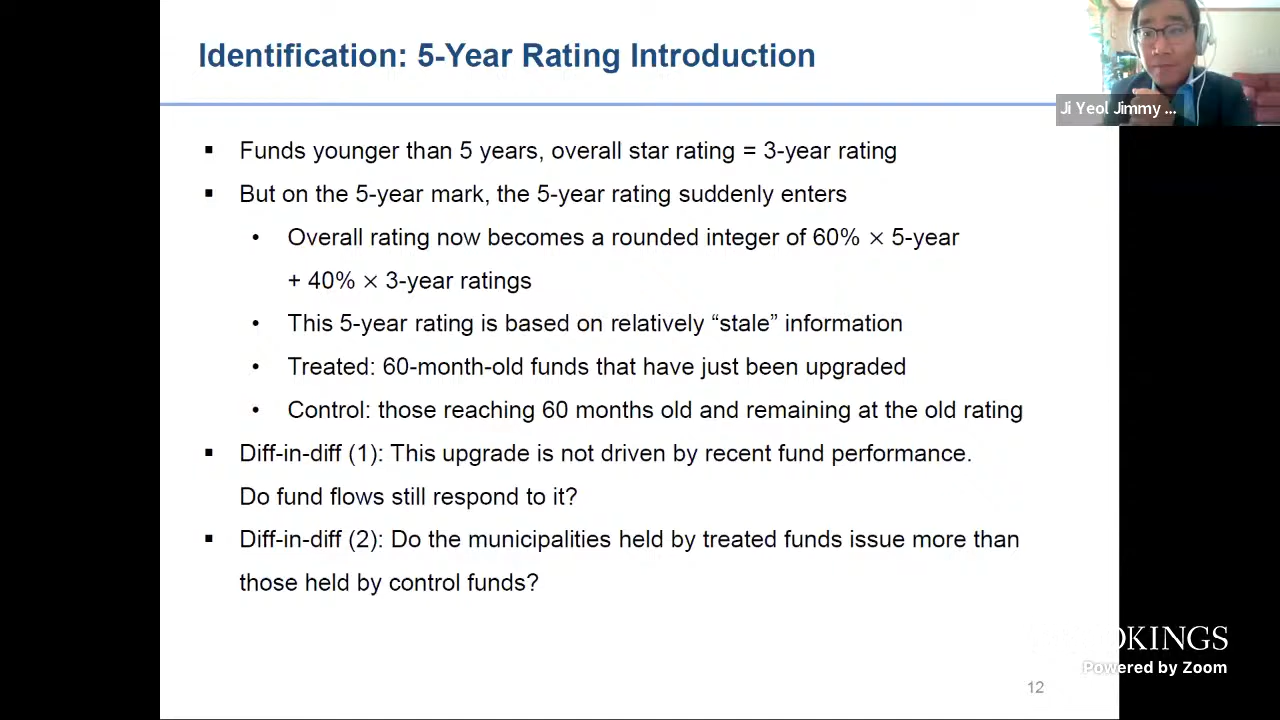 Identification: 5-Year Rating Introduction
Ji Yeol Jimmy ...
▪ Funds younger than 5 years, overall star rating = 3-year rating
▪ But on the 5-year mark, the 5-year rating suddenly enters
• Overall rating now becomes a rounded integer of 60% × 5-year
+ 40% × 3-year ratings
• This 5-year rating is based on relatively “stale” information
• Treated: 60-month-old funds that have just been upgraded
• Control: those reaching 60 months old and remaining at the old rating
▪ Diff-in-diff (1): This upgrade is not driven by recent fund performance.
Do fund flows still respond to it?
▪ Diff-in-diff (2): Do the municipalities held by treated funds issue more than
those held by control funds?
OKINGS
Powered by Zoom
12